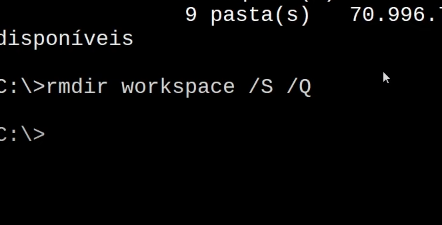 9 pasta(s) 70.996.
disponíveis
C:\>rmdir workspace /S /Q
C:\>